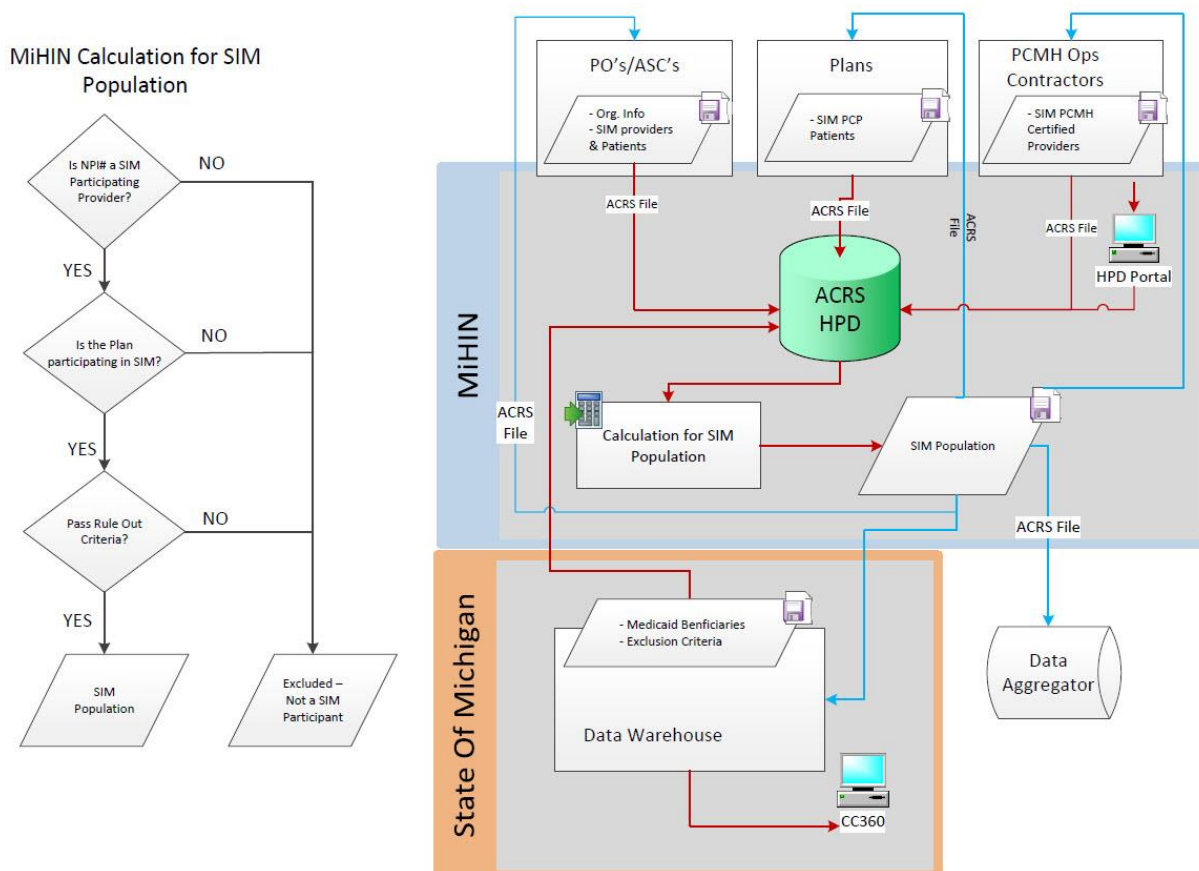 MiHIN Calculation for SIM
Population
Is NPI# a SIM
Participating
Provider?
NO
YES
Is the Plan
participating in SIM?
NO
YES
Pass Rule Out
Criteria?
NO
YES
SIM
Population
Excluded –
Not a SIM
Participant
PO's/ASC's
- Org. Info
- SIM providers
& Patients
Plans
- SIM PCP
Patients
PCMH Ops
Contractors
- SIM PCMH
Certified
Providers
MiHIN
ACRS File
ACRS File
ACRS
File
ACRS File
HPD Portal
ACRS
HPD
ACRS
File
Calculation for SIM
Population
SIM Population
ACRS File
State Of Michigan
- Medicaid Benficiaries
- Exclusion Criteria
Data Warehouse
CC360
Data
Aggregator